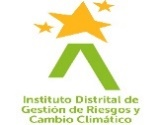 Instituto Distrital de
Gestión de Riesgos y
Cambio Climático